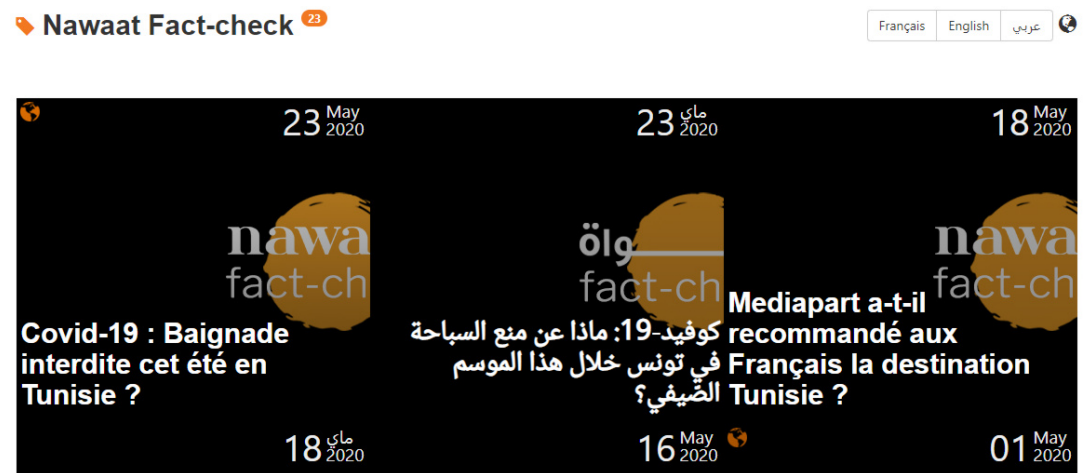 Nawaat Fact-check 23
Français English عربي
23 May 2020
nawa
fact-ch
Covid-19 : Baignade
interdite cet été en
Tunisie ?
23 ماي 2020
ــــواة
fact-ch
كوفيد-19: ماذا عن منع السباحة
في تونس خلال هذا الموسم
الصّيفي؟
18 May 2020
nawa
fact-ch
Mediapart a-t-il
recommandé aux
Français la destination
Tunisie ?
18 ماي 2020
16 May 2020
01 May 2020